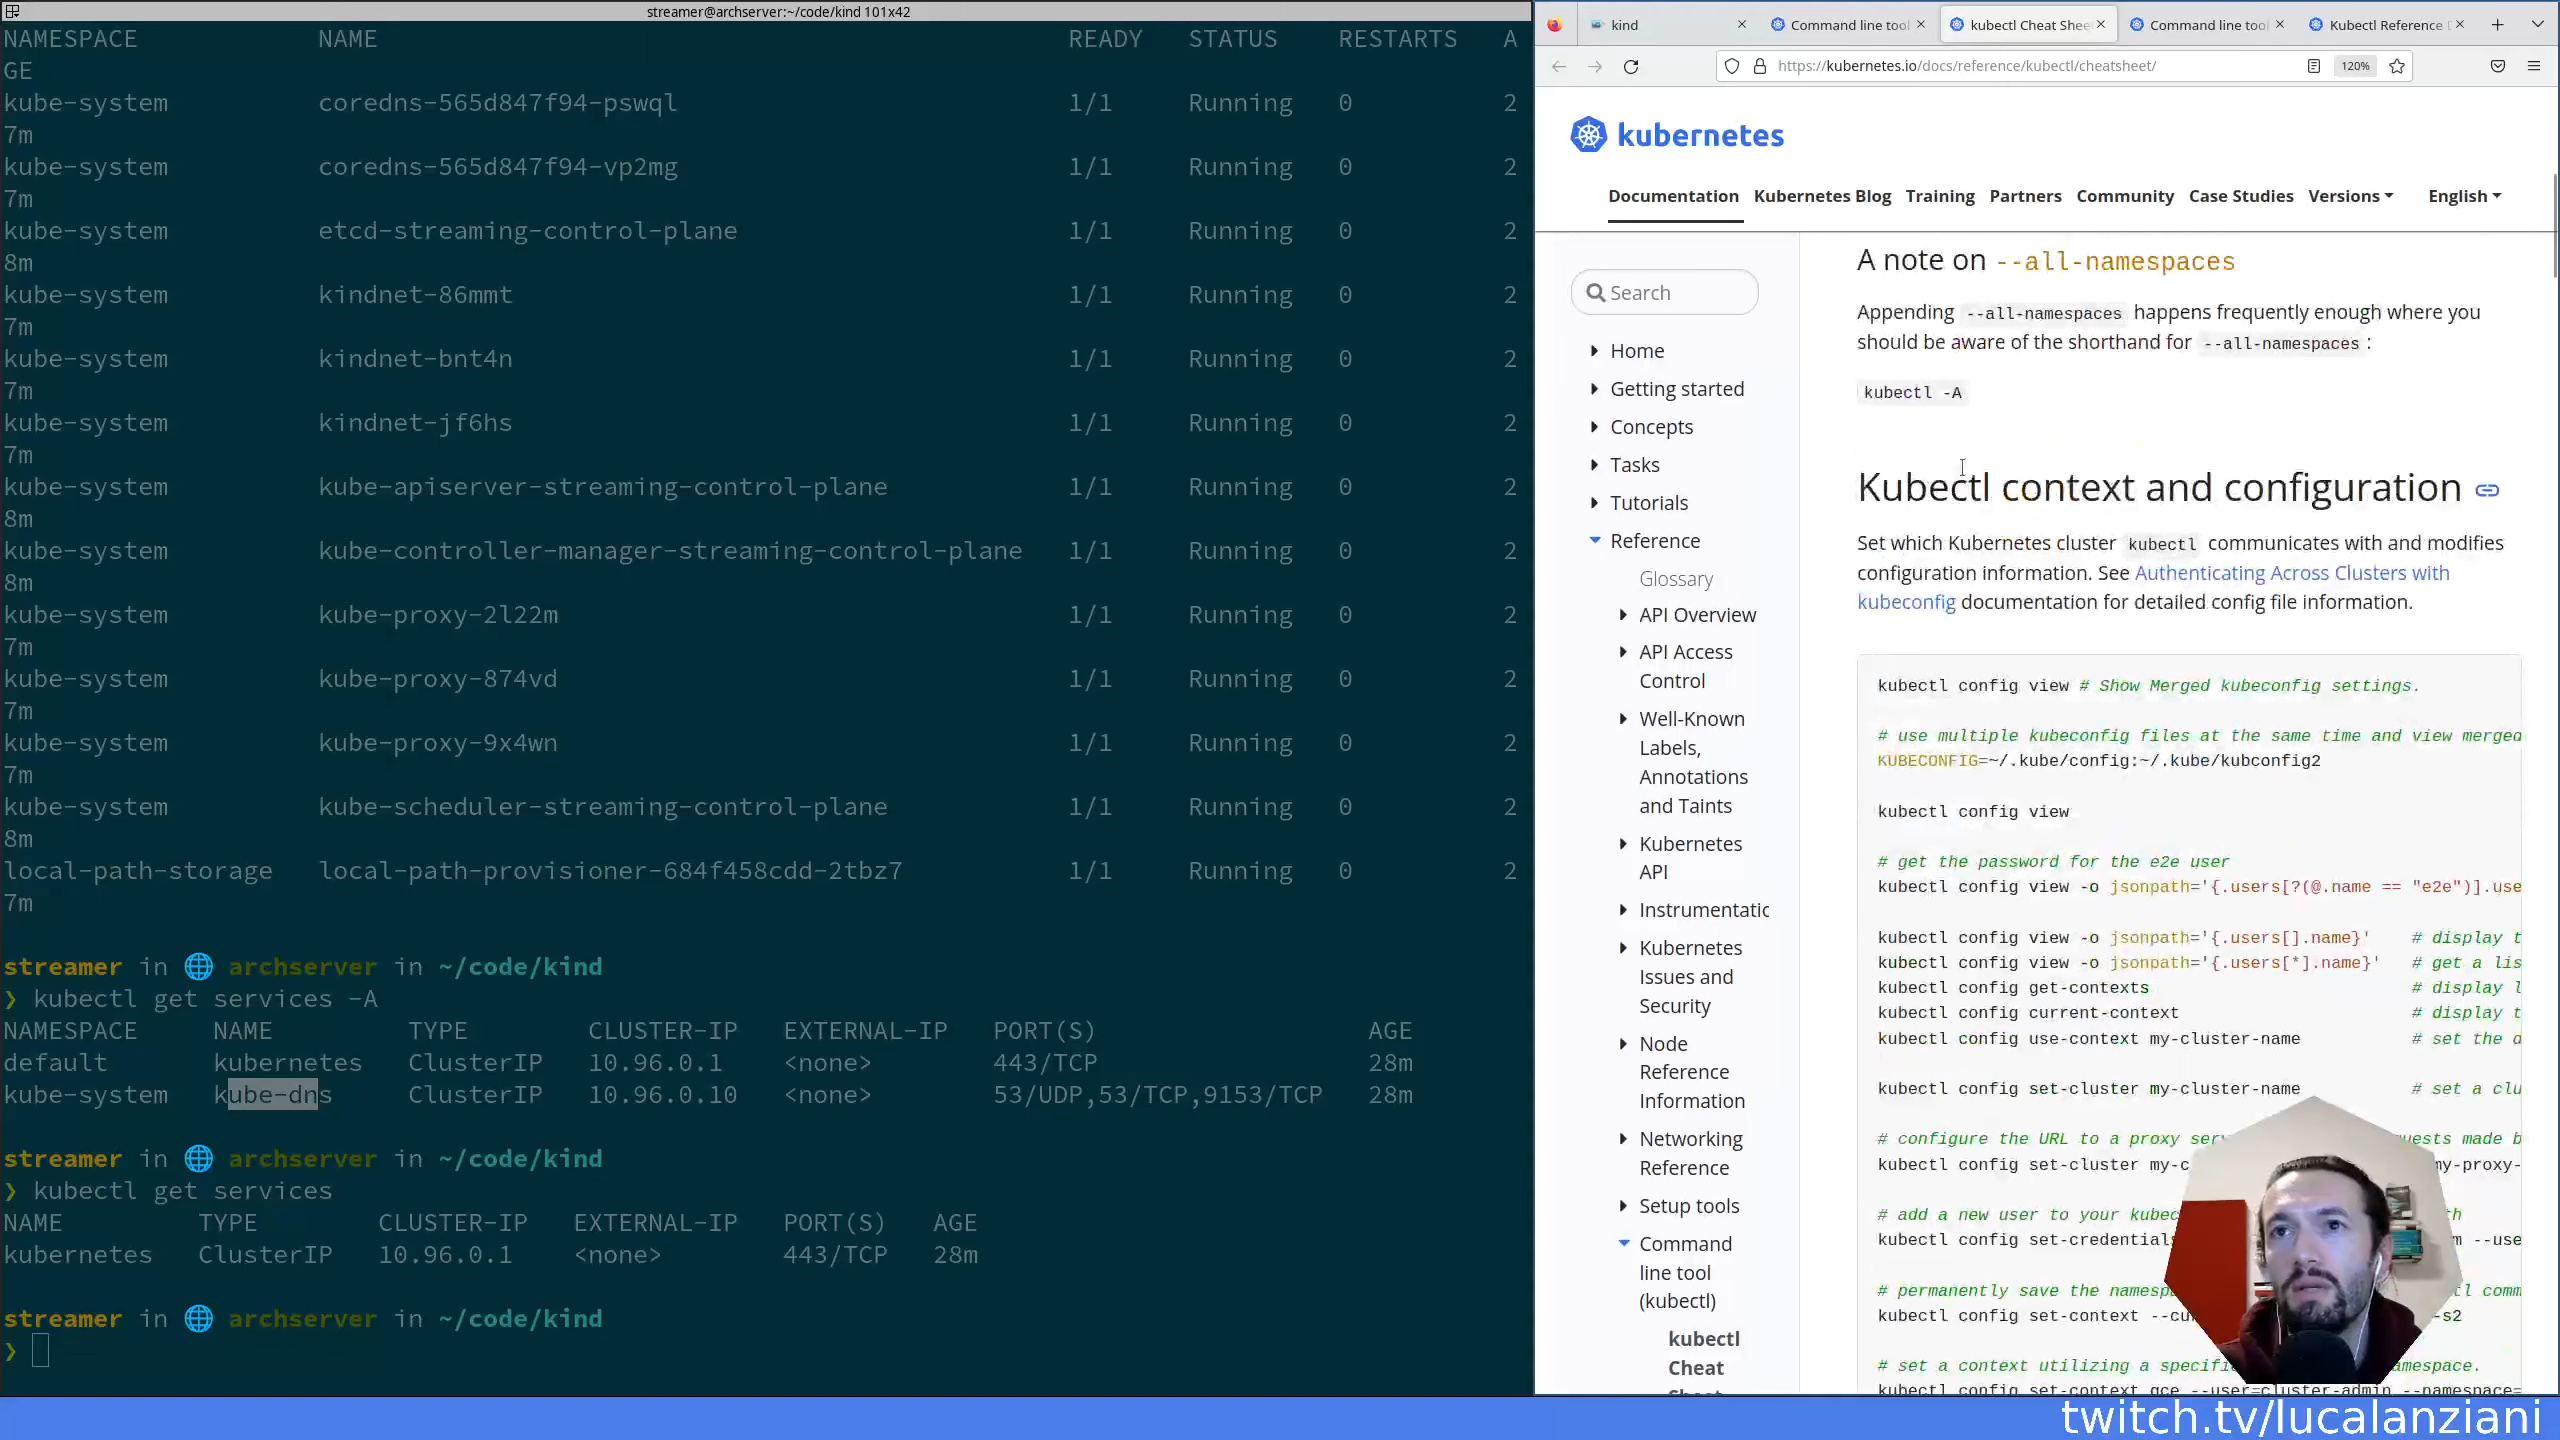 streamer@archserver:~/code/kind 101x42
NAMESPACE NAME READY STATUS RESTARTS A
GE
kube-system coredns-565d847f94-pswql 1/1 Running 0 2
7m
kube-system coredns-565d847f94-vp2mg 1/1 Running 0 2
7m
kube-system etcd-streaming-control-plane 1/1 Running 0 2
8m
kube-system kindnet-86mmt 1/1 Running 0 2
7m
kube-system kindnet-bnt4n 1/1 Running 0 2
7m
kube-system kindnet-jf6hs 1/1 Running 0 2
7m
kube-system kube-apiserver-streaming-control-plane 1/1 Running 0 2
8m
kube-system kube-controller-manager-streaming-control-plane 1/1 Running 0 2
8m
kube-system kube-proxy-2l22m 1/1 Running 0 2
7m
kube-system kube-proxy-874vd 1/1 Running 0 2
7m
kube-system kube-proxy-9x4wn 1/1 Running 0 2
7m
kube-system kube-scheduler-streaming-control-plane 1/1 Running 0 2
8m
local-path-storage local-path-provisioner-684f458cdd-2tbz7 1/1 Running 0 2
7m
streamer in 🌐 archserver in ~/code/kind
❯ kubectl get services -A
NAMESPACE NAME TYPE CLUSTER-IP EXTERNAL-IP PORT(S) AGE
default kubernetes ClusterIP 10.96.0.1 <none> 443/TCP 28m
kube-system kube-dns ClusterIP 10.96.0.10 <none> 53/UDP,53/TCP,9153/TCP 28m
streamer in 🌐 archserver in ~/code/kind
❯ kubectl get services
NAME TYPE CLUSTER-IP EXTERNAL-IP PORT(S) AGE
kubernetes ClusterIP 10.96.0.1 <none> 443/TCP 28m
streamer in 🌐 archserver in ~/code/kind
❯
kind
Command line tool
kubectl Cheat Shee
Command line tool
Kubectl Reference D
https://kubernetes.io/docs/reference/kubectl/cheatsheet/
120%
kubernetes
Documentation Kubernetes Blog Training Partners Community Case Studies Versions English
Search
Home
Getting started
Concepts
Tasks
Tutorials
Reference
Glossary
API Overview
API Access
Control
Well-Known
Labels,
Annotations
and Taints
Kubernetes
API
Instrumentatic
Kubernetes
Issues and
Security
Node
Reference
Information
Networking
Reference
Setup tools
Command
line tool
(kubectl)
kubectl
Cheat
A note on --all-namespaces
Appending --all-namespaces happens frequently enough where you
should be aware of the shorthand for --all-namespaces :
kubectl -A
Kubectl context and configuration
Set which Kubernetes cluster kubectl communicates with and modifies
configuration information. See Authenticating Across Clusters with
kubeconfig documentation for detailed config file information.
kubectl config view # Show Merged kubeconfig settings.
# use multiple kubeconfig files at the same time and view merged
KUBECONFIG=~/.kube/config:~/.kube/kubconfig2
kubectl config view
# get the password for the e2e user
kubectl config view -o jsonpath='{.users[?(@.name == "e2e")].use
kubectl config view -o jsonpath='{.users[].name}' # display t
kubectl config view -o jsonpath='{.users[*].name}' # get a lis
kubectl config get-contexts # display l
kubectl config current-context # display t
kubectl config use-context my-cluster-name # set the d
kubectl config set-cluster my-cluster-name # set a clu
# configure the URL to a proxy ser quests made b
kubectl config set-cluster my-c my-proxy-
# add a new user to your kubec th
kubectl config set-credentials m --use
# permanently save the namesp tl comm
kubectl config set-context --cu -s2
# set a context utilizing a specifi amespace.
kubectl config set-context gce --user=cluster-admin --namespace=
twitch.tv/lucalanziani